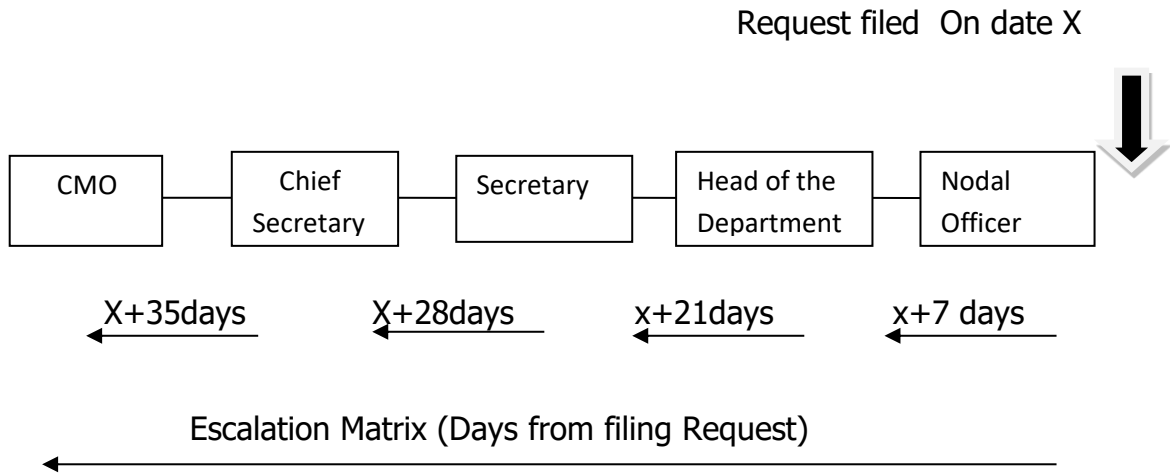 Request filed On date X
CMO
Chief
Secretary
Secretary
Head of the
Department
Nodal
Officer
X+35days
X+28days
x+21days
x+7 days
Escalation Matrix (Days from filing Request)